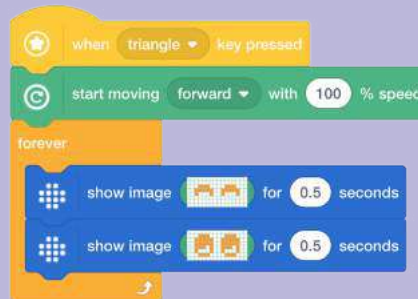 when triangle key pressed
start moving forward with 100 % speed
forever
show image for 0.5 seconds
show image for 0.5 seconds